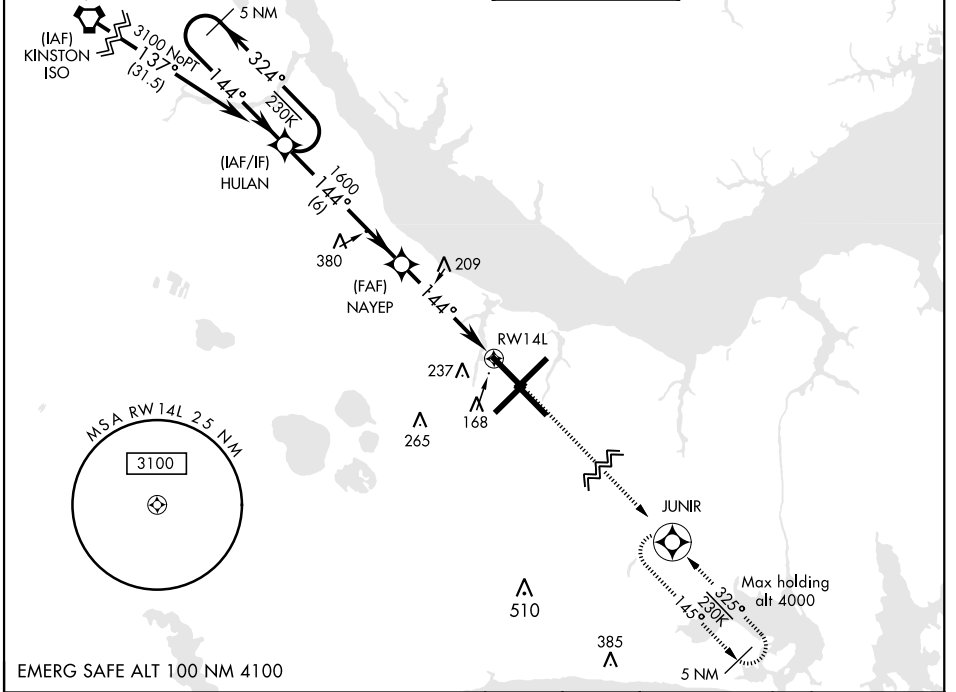 5 NM
(IAF)
KINSTON
ISO
3100 NoPT
137°
(31.5)
144°
324°
230K
(IAF/IF)
HULAN
1600
144°
(6)
380
209
(FAF)
NAYEP
144°
RW14L
237
168
265
MSA RW14L 25 NM
3100
JUNIR
Max holding
alt 4000
325°
230K
145°
510
385
5 NM
EMERG SAFE ALT 100 NM 4100